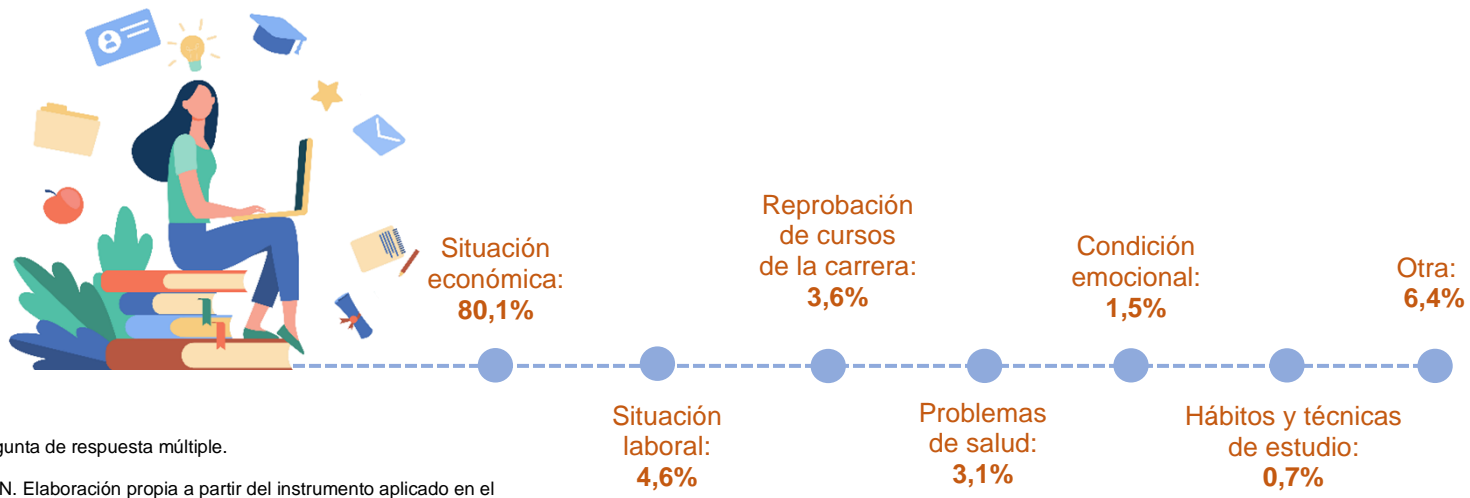 Situación
económica:
80,1%
Situación
laboral:
4,6%
Reprobación
de cursos
de la carrera:
3,6%
Problemas
de salud:
3,1%
Condición
emocional:
1,5%
Hábitos y técnicas
de estudio:
0,7%
Otra:
6,4%
gunta de respuesta múltiple.
N. Elaboración propia a partir del instrumento aplicado en el